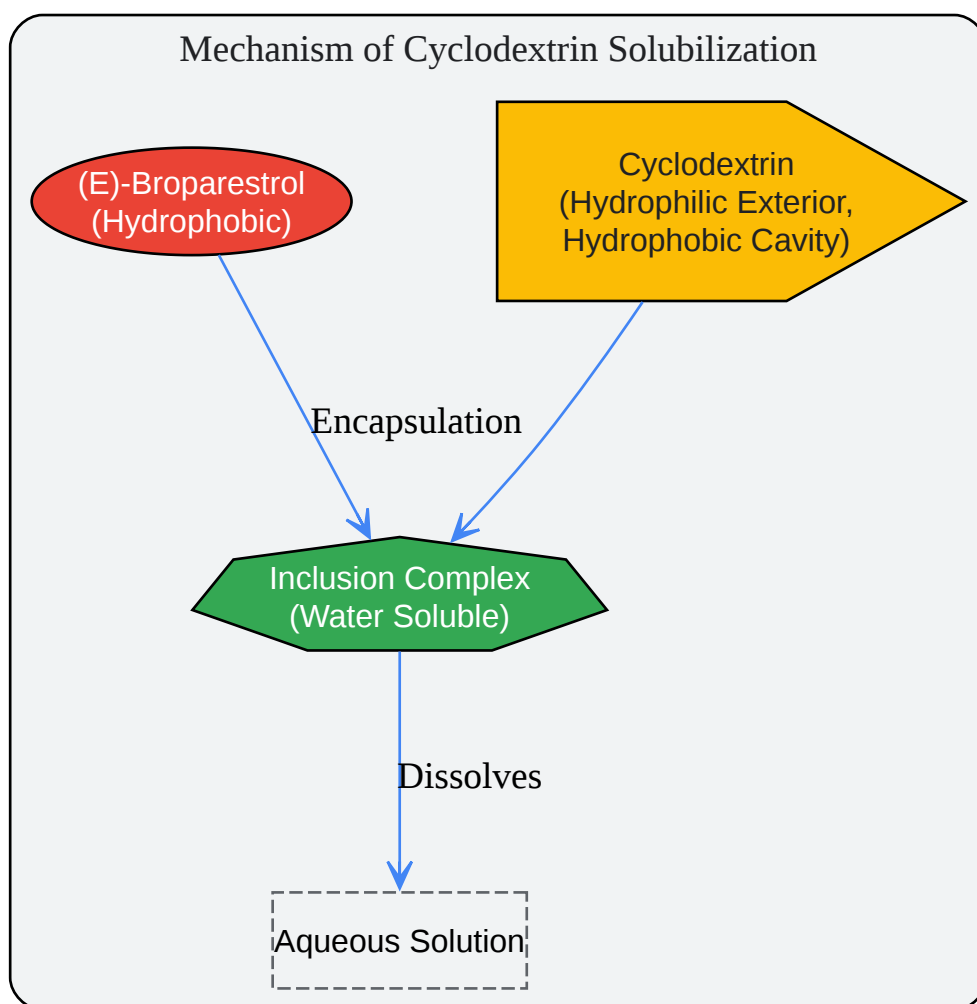 Mechanism of Cyclodextrin Solubilization
(E)-Broparestrol
(Hydrophobic)
Cyclodextrin
(Hydrophilic Exterior,
Hydrophobic Cavity)
Encapsulation
Inclusion Complex
(Water Soluble)
Dissolves
Aqueous Solution